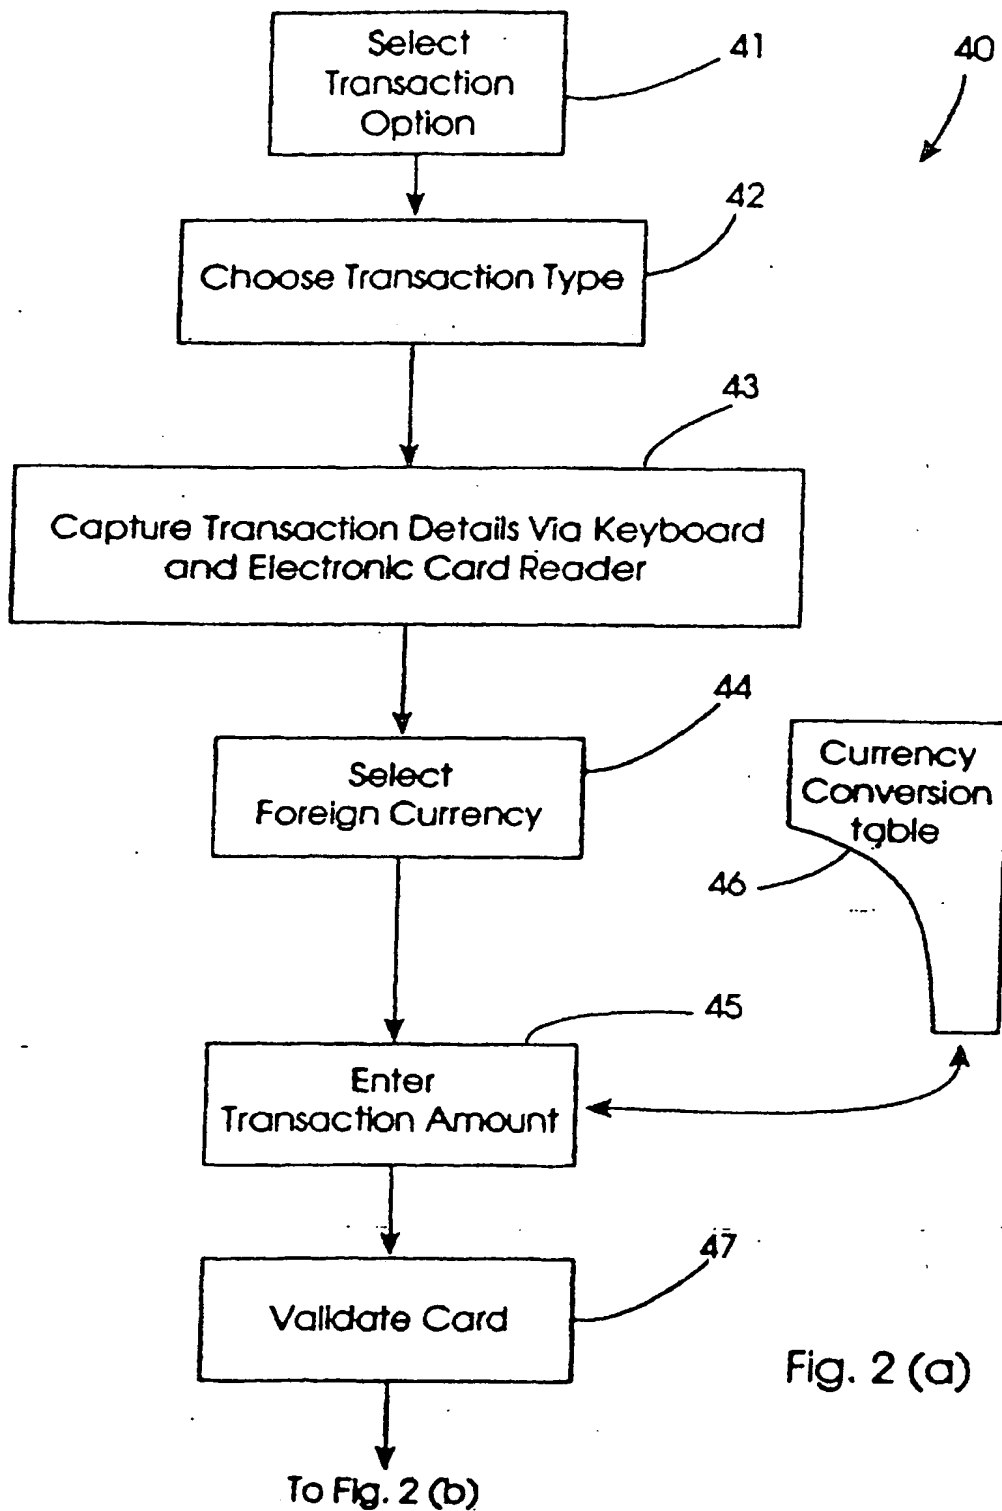 Select
Transaction
Option
41
40
42
Choose Transaction Type
43
Capture Transaction Details Via Keyboard
and Electronic Card Reader
44
Select
Foreign Currency
Currency
Conversion
table
46
45
Enter
Transaction Amount
47
Validate Card
Fig. 2 (a)
To Fig. 2 (b)